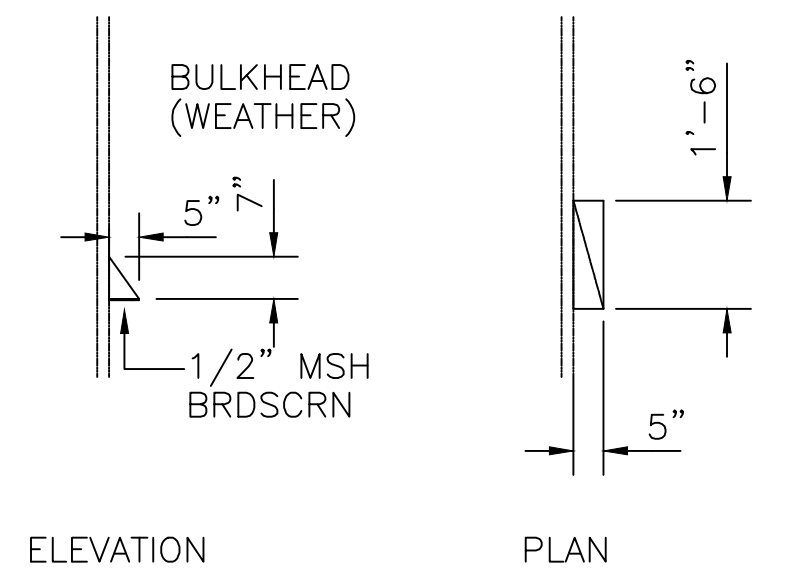 BULKHEAD
(WEATHER)
5"
7"
1/2" MSH
BRDSCRN
ELEVATION
1'-6"
5"
PLAN